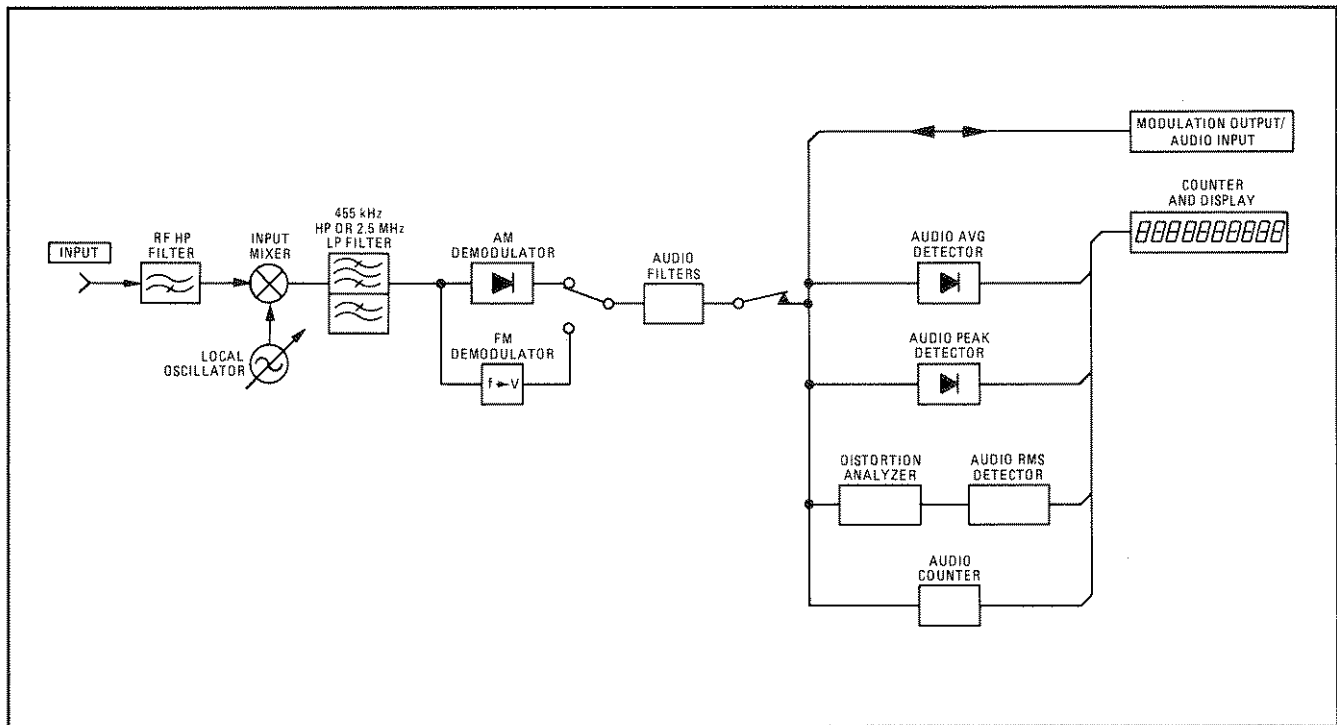 MODULATION OUTPUT/
AUDIO INPUT
COUNTER
AND DISPLAY
8888888888
455 kHz
HP OR 2.5 MHz
LP FILTER
RF HP
FILTER
INPUT
MIXER
INPUT
AM
DEMODULATOR
AUDIO
FILTERS
AUDIO AVG
DETECTOR
LOCAL
OSCILLATOR
FM
DEMODULATOR
f ► V
AUDIO PEAK
DETECTOR
DISTORTION
ANALYZER
AUDIO RMS
DETECTOR
AUDIO
COUNTER